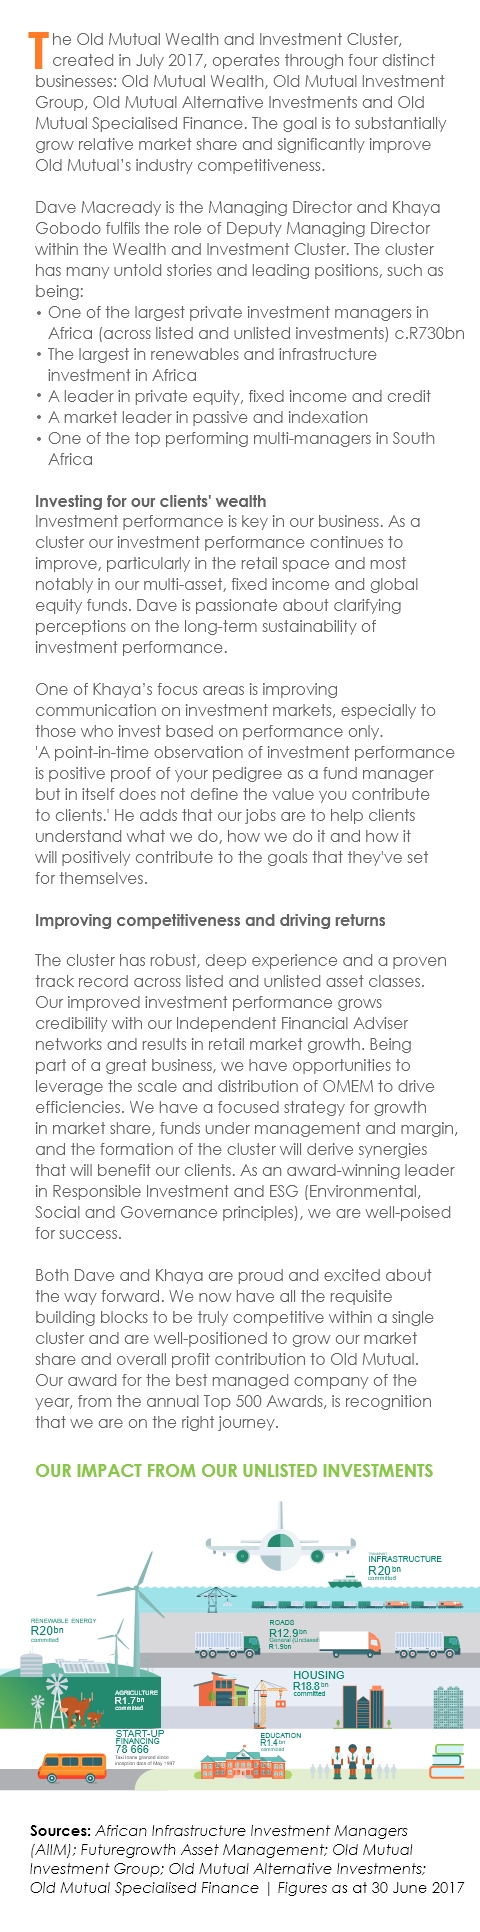 The Old Mutual Wealth and Investment Cluster,
created in July 2017, operates through four distinct
businesses: Old Mutual Wealth, Old Mutual Investment
Group, Old Mutual Alternative Investments and Old
Mutual Specialised Finance. The goal is to substantially
grow relative market share and significantly improve
Old Mutual's industry competitiveness.
Dave Macready is the Managing Director and Khaya
Gobodo fulfils the role of Deputy Managing Director
within the Wealth and Investment Cluster. The cluster
has many untold stories and leading positions, such as
being:
• One of the largest private investment managers in
Africa (across listed and unlisted investments) c.R730bn
• The largest in renewables and infrastructure
investment in Africa
• A leader in private equity, fixed income and credit
• A market leader in passive and indexation
• One of the top performing multi-managers in South
Africa
Investing for our clients' wealth
Investment performance is key in our business. As a
cluster our investment performance continues to
improve, particularly in the retail space and most
notably in our multi-asset, fixed income and global
equity funds. Dave is passionate about clarifying
perceptions on the long-term sustainability of
investment performance.
One of Khaya's focus areas is improving
communication on investment markets, especially to
those who invest based on performance only.
'A point-in-time observation of investment performance
is positive proof of your pedigree as a fund manager
but in itself does not define the value you contribute
to clients.' He adds that our jobs are to help clients
understand what we do, how we do it and how it
will positively contribute to the goals that they've set
for themselves.
Improving competitiveness and driving returns
The cluster has robust, deep experience and a proven
track record across listed and unlisted asset classes.
Our improved investment performance grows
credibility with our Independent Financial Adviser
networks and results in retail market growth. Being
part of a great business, we have opportunities to
leverage the scale and distribution of OMEM to drive
efficiencies. We have a focused strategy for growth
in market share, funds under management and margin,
and the formation of the cluster will derive synergies
that will benefit our clients. As an award-winning leader
in Responsible Investment and ESG (Environmental,
Social and Governance principles), we are well-poised
for success.
Both Dave and Khaya are proud and excited about
the way forward. We now have all the requisite
building blocks to be truly competitive within a single
cluster and are well-positioned to grow our market
share and overall profit contribution to Old Mutual.
Our award for the best managed company of the
year, from the annual Top 500 Awards, is recognition
that we are on the right journey.
OUR IMPACT FROM OUR UNLISTED INVESTMENTS
INFRASTRUCTURE
R20bn
committed
RENEWABLE ENERGY
R20bn
committed
ROADS
R12.9bn
General (Unclassif
R1.9bn
HOUSING
R18.8bn
committed
AGRICULTURE
R1.7bn
committed
START-UP
FINANCING
78 666
Taxi loans granted since
inception date of May 1997
EDUCATION
R1.4bn
committed
Sources: African Infrastructure Investment Managers
(AIIM); Futuregrowth Asset Management; Old Mutual
Investment Group; Old Mutual Alternative Investments;
Old Mutual Specialised Finance | Figures as at 30 June 2017